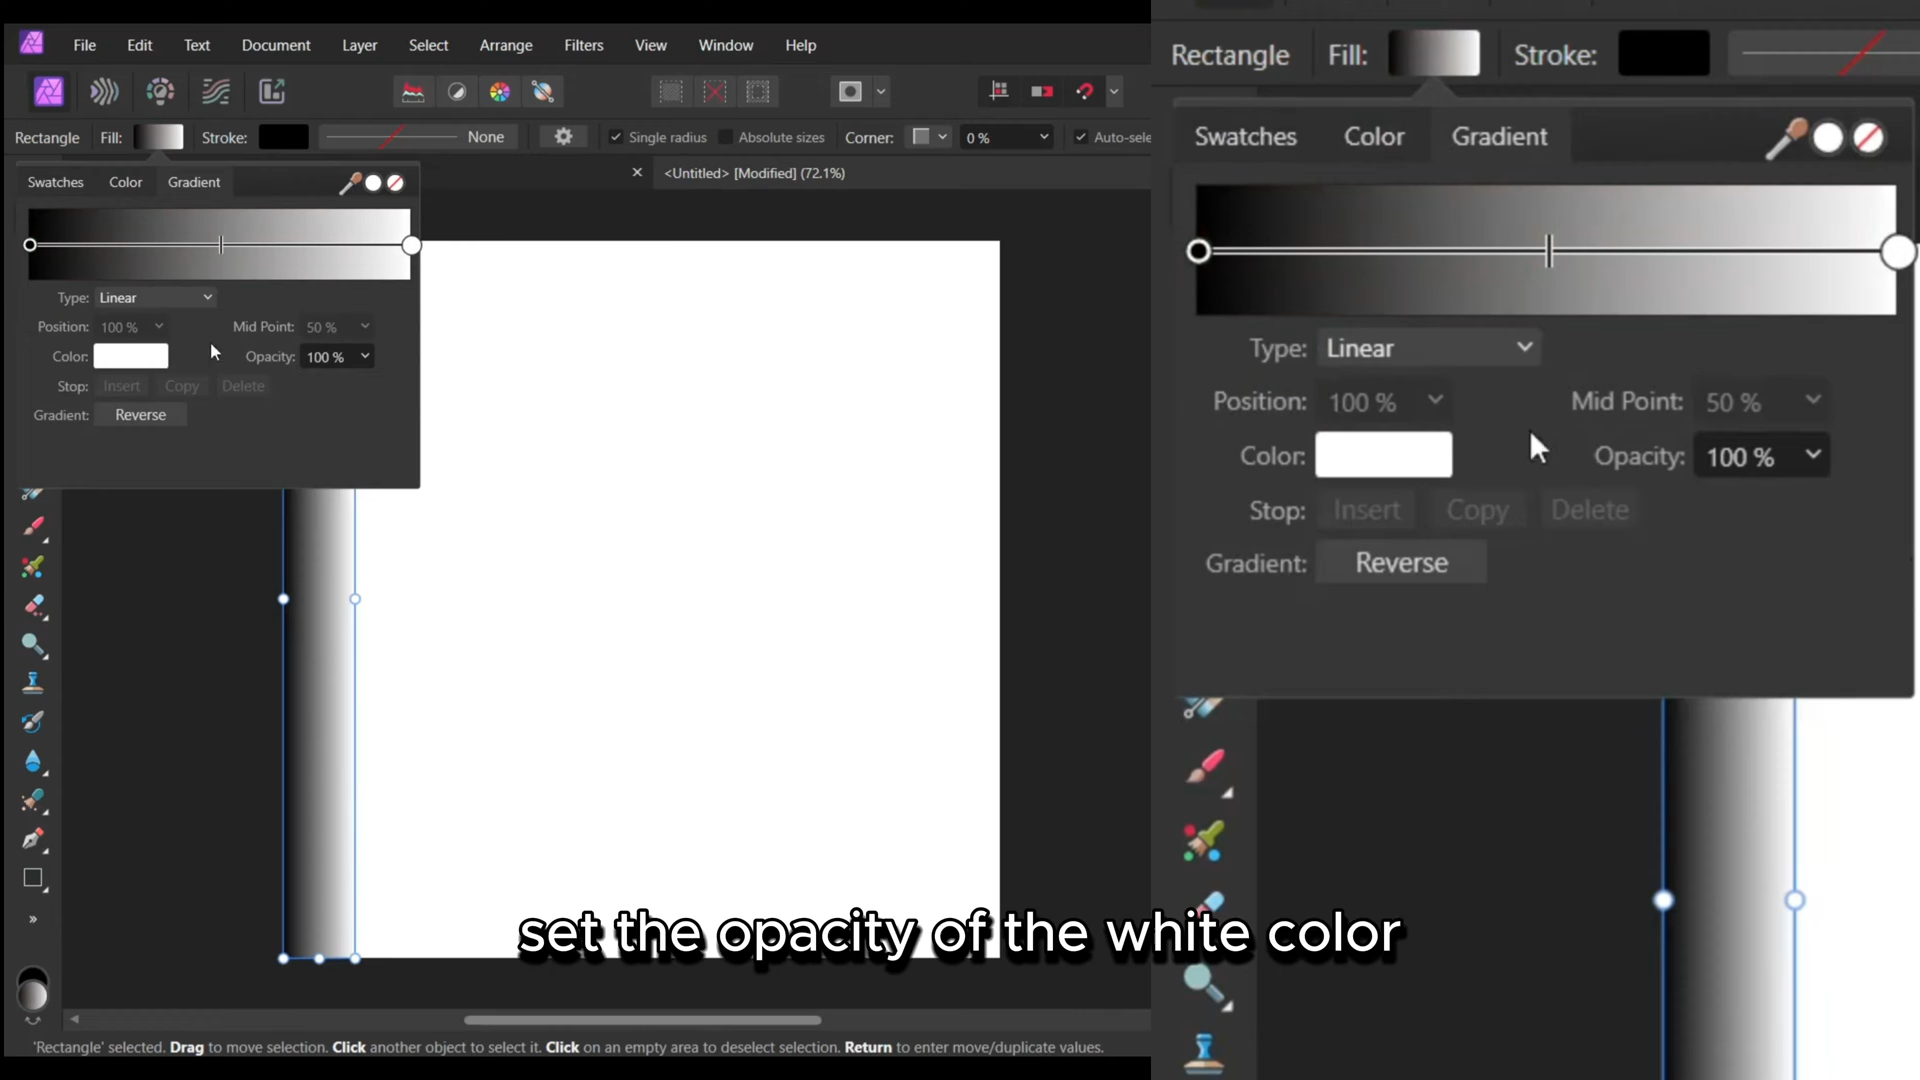 File Edit Text Document Layer Select Arrange Filters View Window Help
Rectangle Fill: Stroke: None Single radius Absolute sizes Corner: 0 % Auto-sele
<Untitled> [Modified] (72.1%)
Swatches Color Gradient
Type: Linear
Position: 100 % Mid Point: 50 %
Color: Opacity: 100 %
Stop: Insert Copy Delete
Gradient: Reverse
'Rectangle' selected. Drag to move selection. Click another object to select it. Click on an empty area to deselect selection. Return to enter move/duplicate values.
Rectangle Fill: Stroke:
Swatches Color Gradient
Type: Linear
Position: 100 % Mid Point: 50 %
Color: Opacity: 100 %
Stop: Insert Copy Delete
Gradient: Reverse
set the opacity of the white color